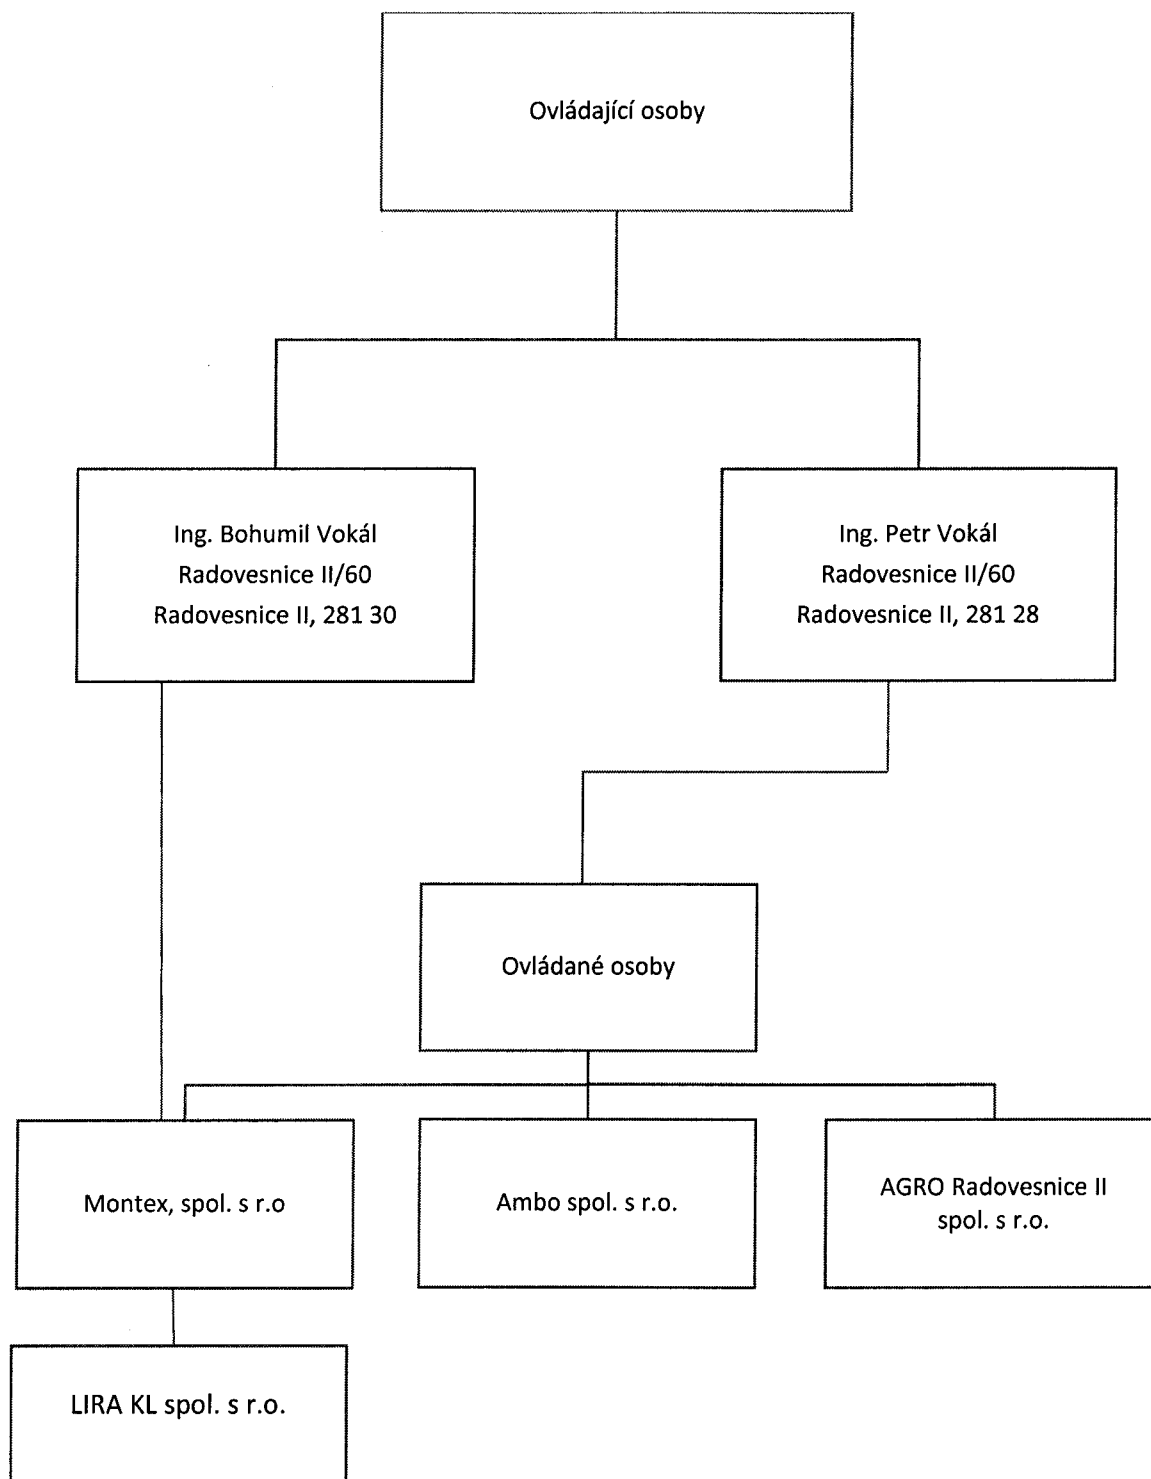 Ovládající osoby
Ing. Bohumil Vokál
Radovesnice II/60
Radovesnice II, 281 30
Ing. Petr Vokál
Radovesnice II/60
Radovesnice II, 281 28
Ovládané osoby
Montex, spol. s r.o
Ambo spol. s r.o.
AGRO Radovesnice II
spol. s r.o.
LIRA KL spol. s r.o.